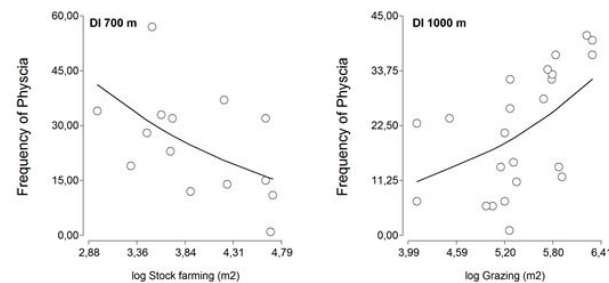 DI 700 m
60,00
45,00
30,00
15,00
0,00
Frequency of Physcia
2,88 3,36 3,84 4,31 4,79
log Stock farming (m2)
DI 1000 m
45,00
33,75
22,50
11,25
0,00
Frequency of Physcia
3,99 4,59 5,20 5,80 6,41
log Grazing (m2)